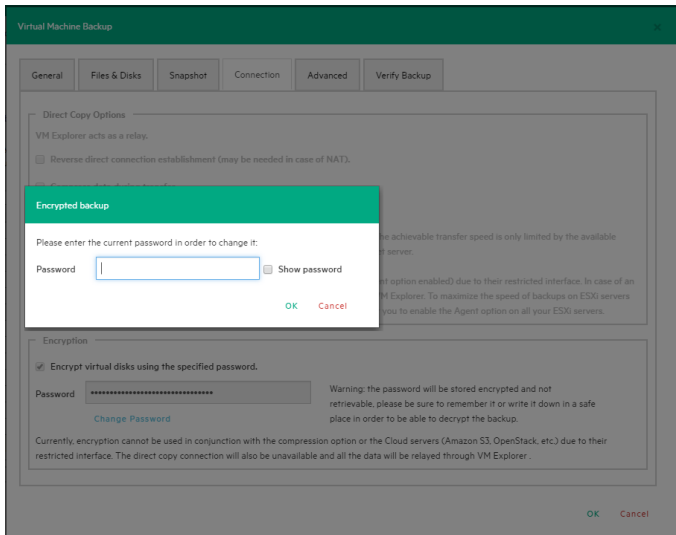 Virtual Machine Backup
General Files & Disks Snapshot Connection Advanced Verify Backup
Direct Copy Options
VM Explorer acts as a relay.
Reverse direct connection establishment (may be needed in case of NAT).
Encrypted backup
Please enter the current password in order to change it:
Password Show password
OK Cancel
he achievable transfer speed is only limited by the available
t server.
nt option enabled) due to their restricted interface. In case of an
VM Explorer. To maximize the speed of backups on ESXi servers
you to enable the Agent option on all your ESXi servers.
Encryption
Encrypt virtual disks using the specified password.
Password ********************************
Change Password
Warning: the password will be stored encrypted and not
retrievable, please be sure to remember it or write it down in a safe
place in order to be able to decrypt the backup.
Currently, encryption cannot be used in conjunction with the compression option or the Cloud servers (Amazon S3, OpenStack, etc.) due to their
restricted interface. The direct copy connection will also be unavailable and all the data will be relayed through VM Explorer .
OK Cancel